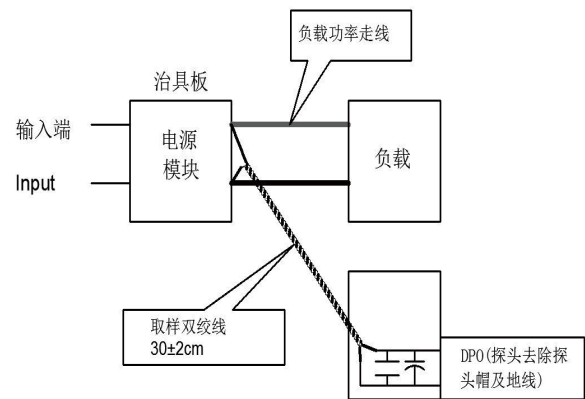 负载功率走线
治具板
输入端
Input
电源
模块
负载
取样双绞线
30±2cm
DPO(探头去除探
头帽及地线)